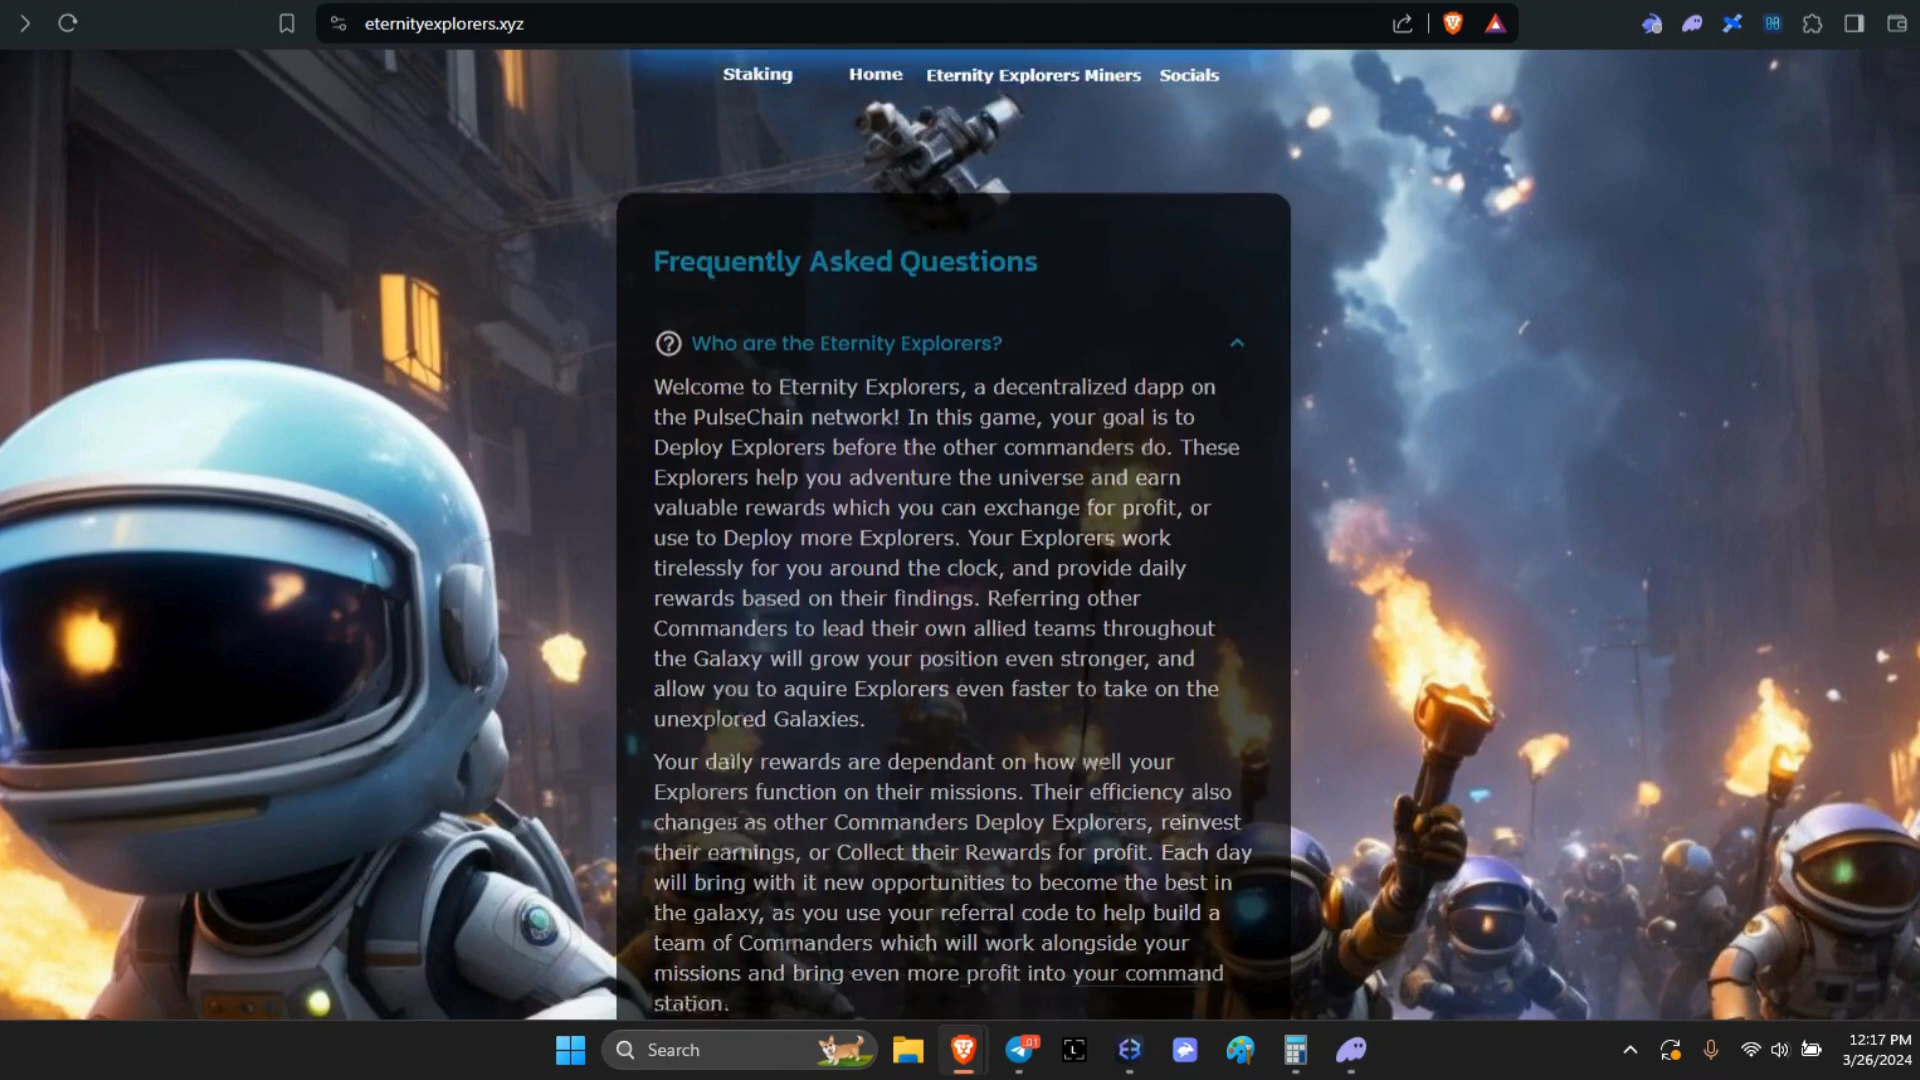 eternityexplorers.xyz
Staking Home Eternity Explorers Miners Socials
Frequently Asked Questions
Who are the Eternity Explorers?
Welcome to Eternity Explorers, a decentralized dapp on
the PulseChain network! In this game, your goal is to
Deploy Explorers before the other commanders do. These
Explorers help you adventure the universe and earn
valuable rewards which you can exchange for profit, or
use to Deploy more Explorers. Your Explorers work
tirelessly for you around the clock, and provide daily
rewards based on their findings. Referring other
Commanders to lead their own allied teams throughout
the Galaxy will grow your position even stronger, and
allow you to aquire Explorers even faster to take on the
unexplored Galaxies.
Your daily rewards are dependant on how well your
Explorers function on their missions. Their efficiency also
changes as other Commanders Deploy Explorers, reinvest
their earnings, or Collect their Rewards for profit. Each day
will bring with it new opportunities to become the best in
the galaxy, as you use your referral code to help build a
team of Commanders which will work alongside your
missions and bring even more profit into your command
station.
Search
L
12:17 PM
3/26/2024